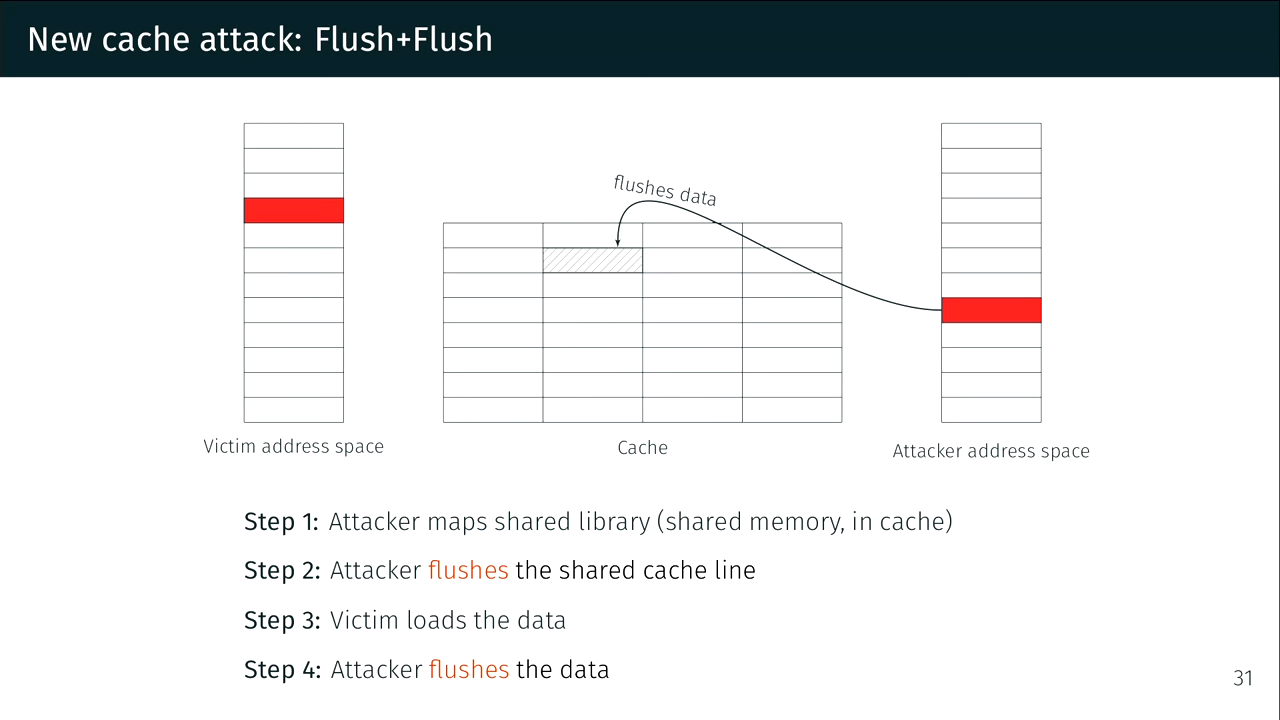 New cache attack: Flush+Flush
flushes data
Victim address space
Cache
Attacker address space
Step 1: Attacker maps shared library (shared memory, in cache)
Step 2: Attacker flushes the shared cache line
Step 3: Victim loads the data
Step 4: Attacker flushes the data
31